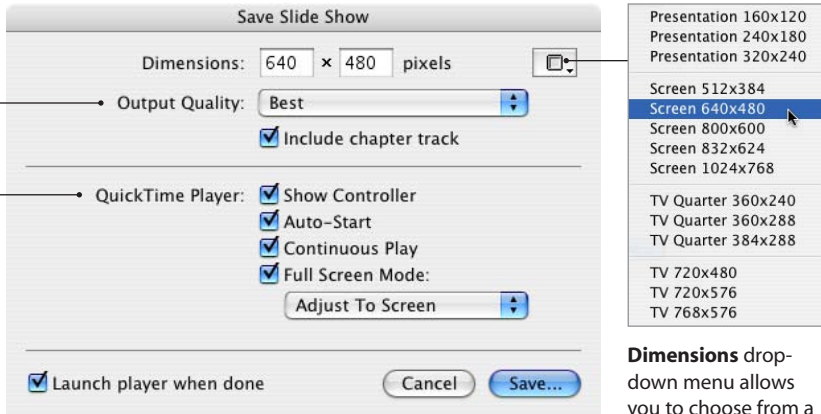 Save Slide Show
Dimensions: 640 × 480 pixels
Output Quality: Best
Include chapter track
QuickTime Player: Show Controller
Auto-Start
Continuous Play
Full Screen Mode:
Adjust To Screen
Launch player when done Cancel Save...
Presentation 160x120
Presentation 240x180
Presentation 320x240
Screen 512x384
Screen 640x480
Screen 800x600
Screen 832x624
Screen 1024x768
TV Quarter 360x240
TV Quarter 360x288
TV Quarter 384x288
TV 720x480
TV 720x576
TV 768x576
Dimensions drop-
down menu allows
you to choose from a